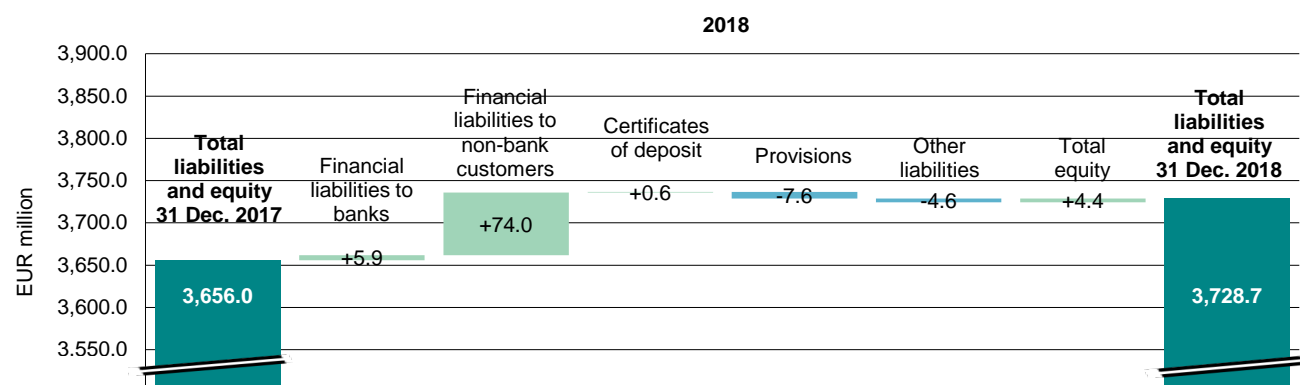 2018
3,900.0
3,850.0
3,800.0
3,750.0
3,700.0
3,650.0
3,600.0
3,550.0
EUR million
Total
liabilities
and equity
31 Dec. 2017
3,656.0
Financial
liabilities to
banks
+5.9
Financial
liabilities to
non-bank
customers
+74.0
Certificates
of deposit
+0.6
Provisions
-7.6
Other
liabilities
-4.6
Total
equity
+4.4
Total
liabilities
and equity
31 Dec. 2018
3,728.7